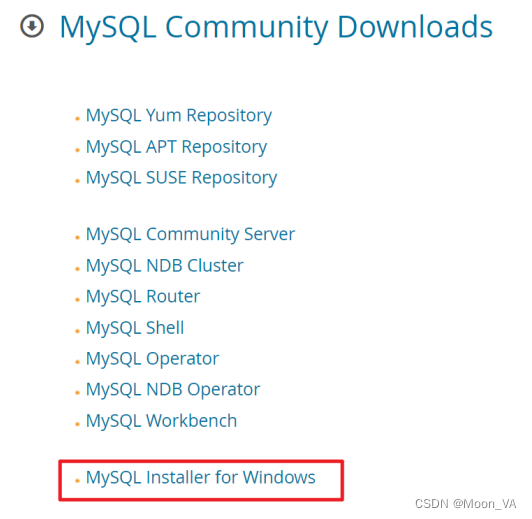 MySQL Community Downloads
MySQL Yum Repository
MySQL APT Repository
MySQL SUSE Repository
MySQL Community Server
MySQL NDB Cluster
MySQL Router
MySQL Shell
MySQL Operator
MySQL NDB Operator
MySQL Workbench
MySQL Installer for Windows
CSDN @Moon_VA